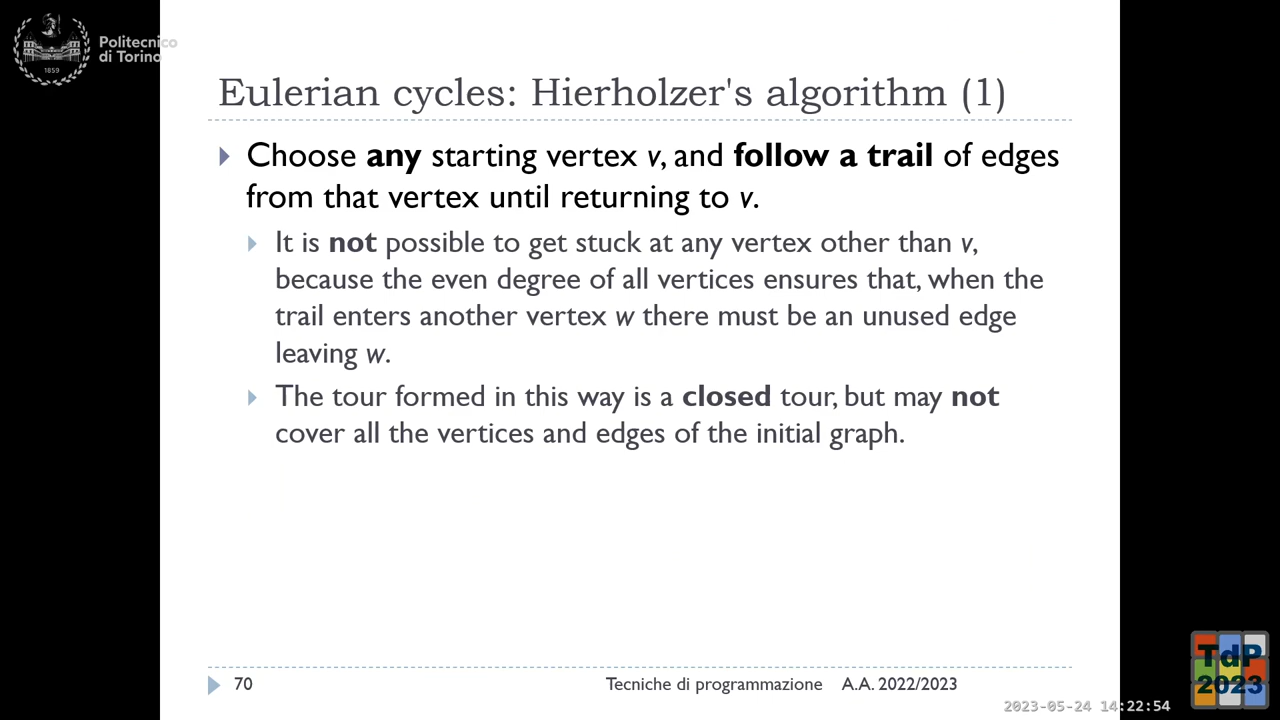 Politecnico
di Torino
1859
Eulerian cycles: Hierholzer's algorithm (1)
Choose any starting vertex v, and follow a trail of edges
from that vertex until returning to v.
It is not possible to get stuck at any vertex other than v,
because the even degree of all vertices ensures that, when the
trail enters another vertex w there must be an unused edge
leaving w.
The tour formed in this way is a closed tour, but may not
cover all the vertices and edges of the initial graph.
70
Tecniche di programmazione A.A. 2022/2023
TdP
2023
2023-05-24 14:22:54